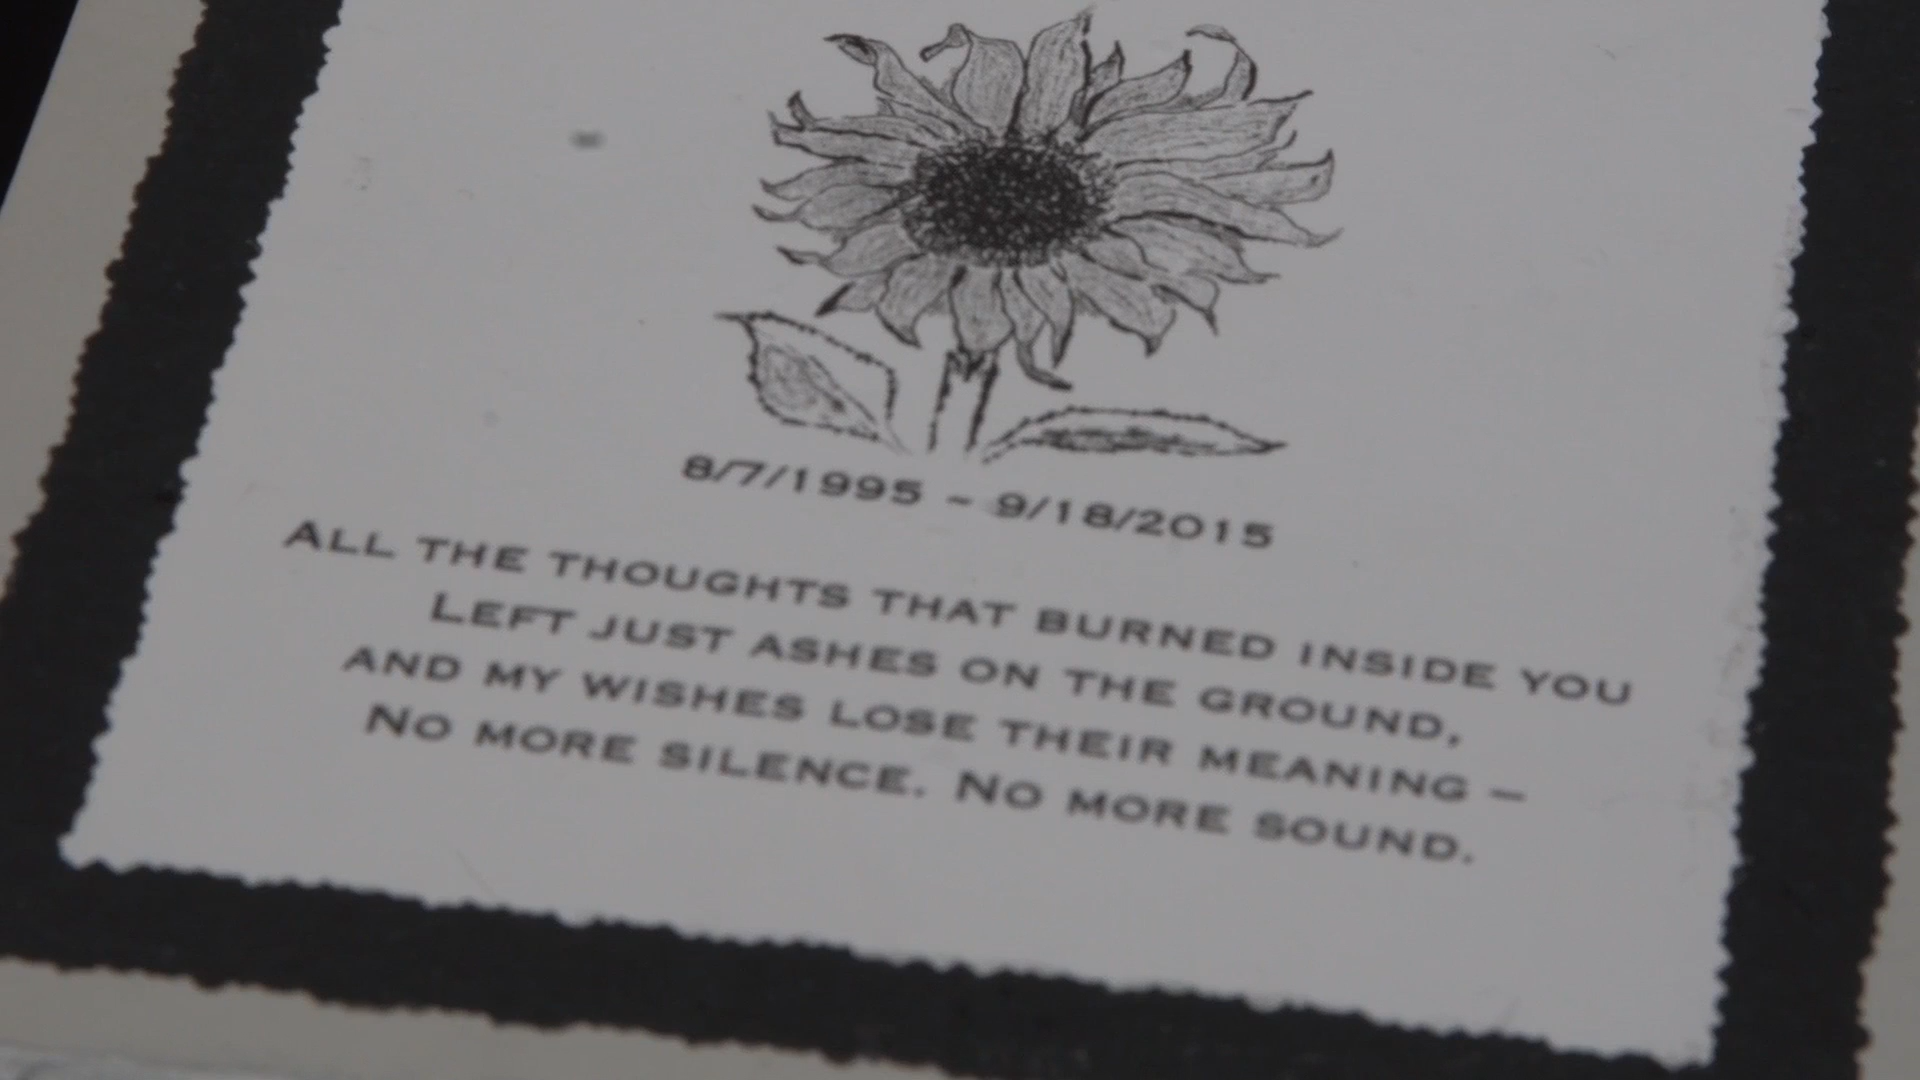 8/7/1995 ~ 9/18/2015
ALL THE THOUGHTS THAT BURNED INSIDE YOU
LEFT JUST ASHES ON THE GROUND,
AND MY WISHES LOSE THEIR MEANING –
NO MORE SILENCE. NO MORE SOUND.